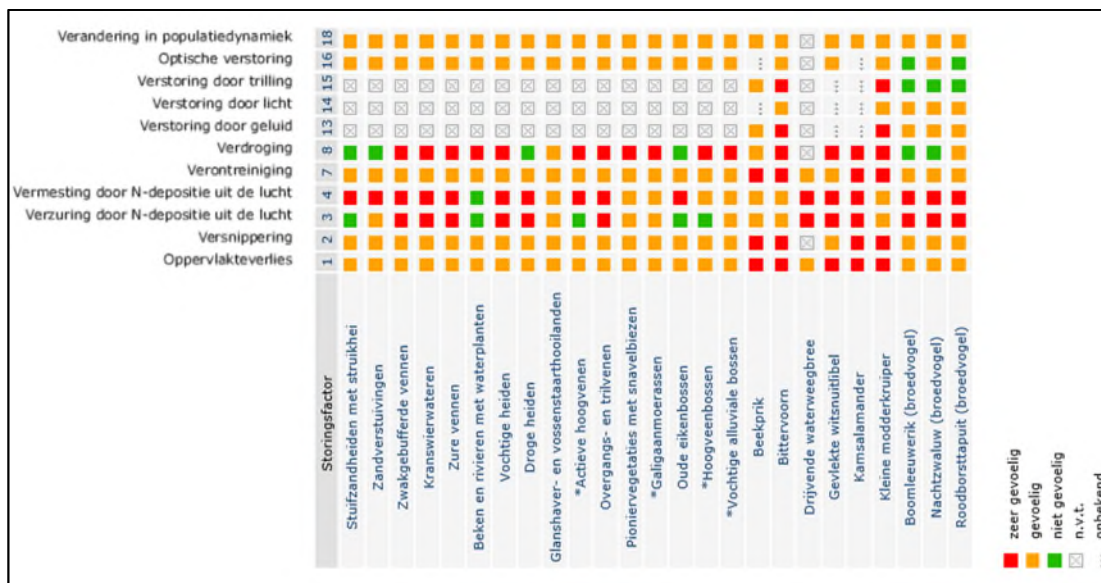 Verandering in populatiedynamiek 18
Optische verstoring 16
Verstoring door trilling 15
Verstoring door licht 14
Verstoring door geluid 13
Verdroging 8
Verontreiniging 7
Vermesting door N-depositie uit de lucht 4
Verzuring door N-depositie uit de lucht 3
Versnippering 2
Oppervlakteverlies 1
Storingsfactor
Stuifzandheiden met struikhei
Zandverstuivingen
Zwakgebufferde vennen
Kranswierwateren
Zure vennen
Beken en rivieren met waterplanten
Vochtige heiden
Droge heiden
Glanshaver- en vossenstaarthooilanden
*Actieve hoogvenen
Overgangs- en trilvenen
Pioniervegetaties met snavelbiezen
*Galigaanmoerassen
Oude eikenbossen
*Hoogveenbossen
*Vochtige alluviale bossen
Beekprik
Bittervoorn
Drijvende waterweegbree
Gevlekte witsnuitlibel
Kamsalamander
Kleine modderkruiper
Boomleeuwerik (broedvogel)
Nachtzwaluw (broedvogel)
Roodborsttapuit (broedvogel)
zeer gevoelig
gevoelig
niet gevoelig
n.v.t.
... onbekend